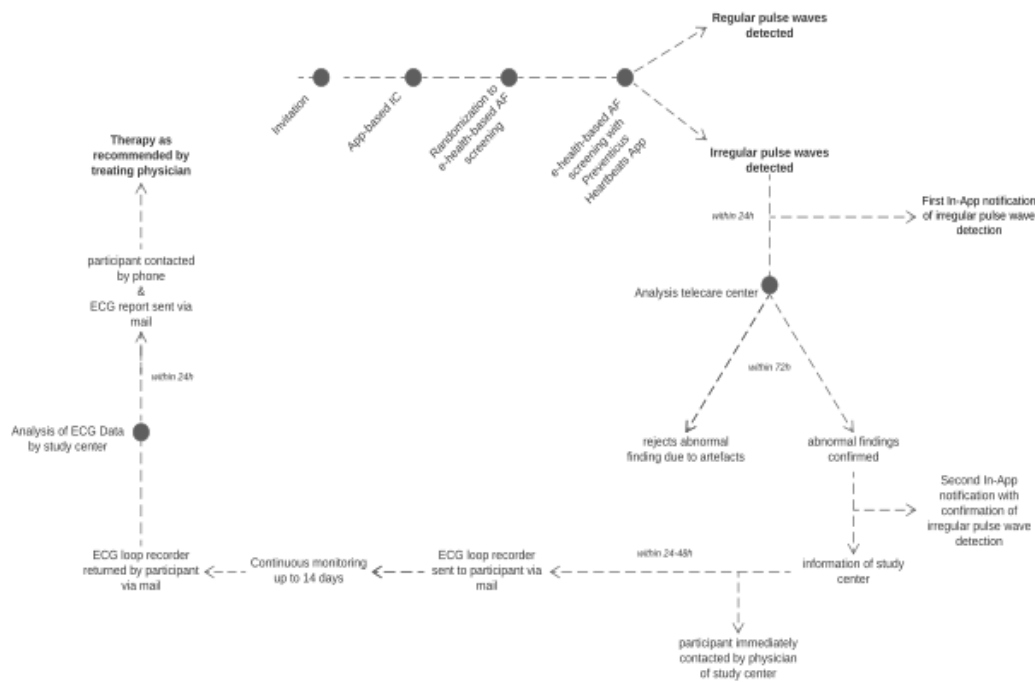 Regular pulse waves
detected
Invitation
App-based IC
Randomization to
e-health-based AF
screening
e-health-based AF
screening with
Preventicus
Heartbeats App
Irregular pulse waves
detected
within 24h
First In-App notification
of irregular pulse wave
detection
Analysis telecare center
within 72h
rejects abnormal
finding due to artefacts
abnormal findings
confirmed
Second In-App
notification with
confirmation of
irregular pulse wave
detection
information of study
center
within 24-48h
participant immediately
contacted by physician
of study center
ECG loop recorder
sent to participant via
mail
Continuous monitoring
up to 14 days
ECG loop recorder
returned by participant
via mail
Analysis of ECG Data
by study center
within 24h
participant contacted
by phone
&
ECG report sent via
mail
Therapy as
recommended by
treating physician